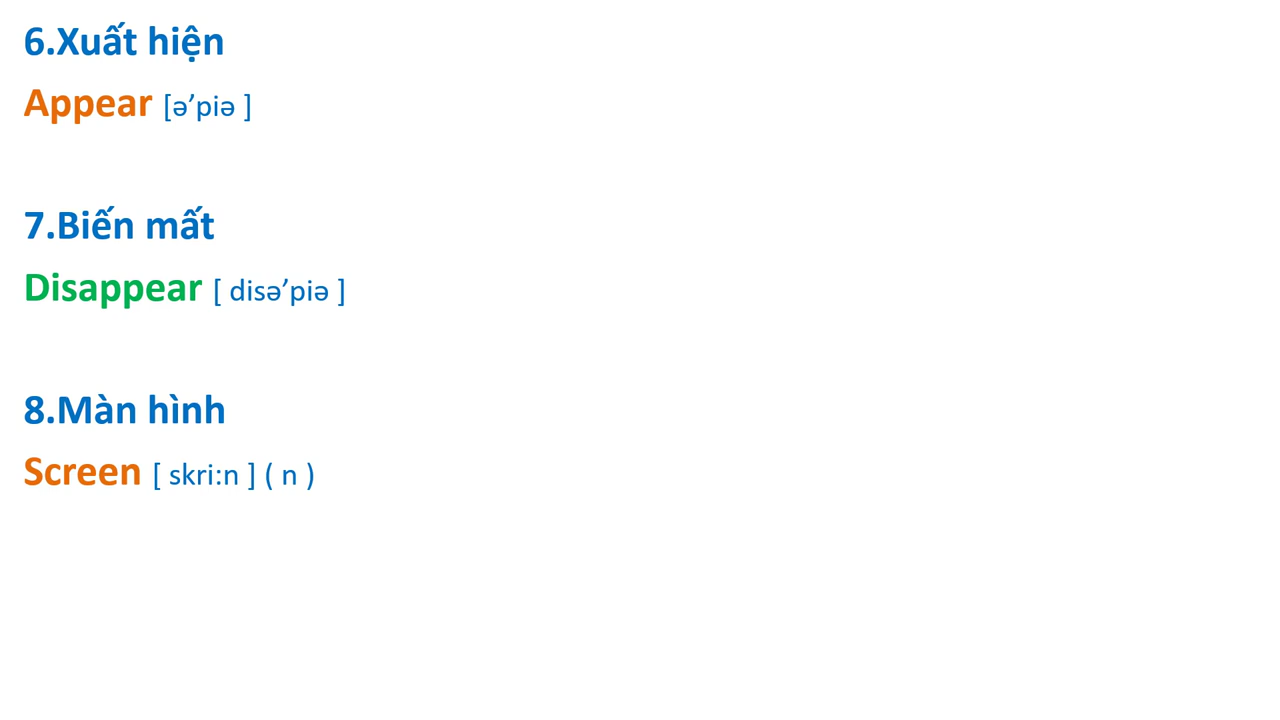 6.Xuất hiện
Appear [ə’piə ]
7.Biến mất
Disappear [ disə’piə ]
8.Màn hình
Screen [ skri:n ] ( n )